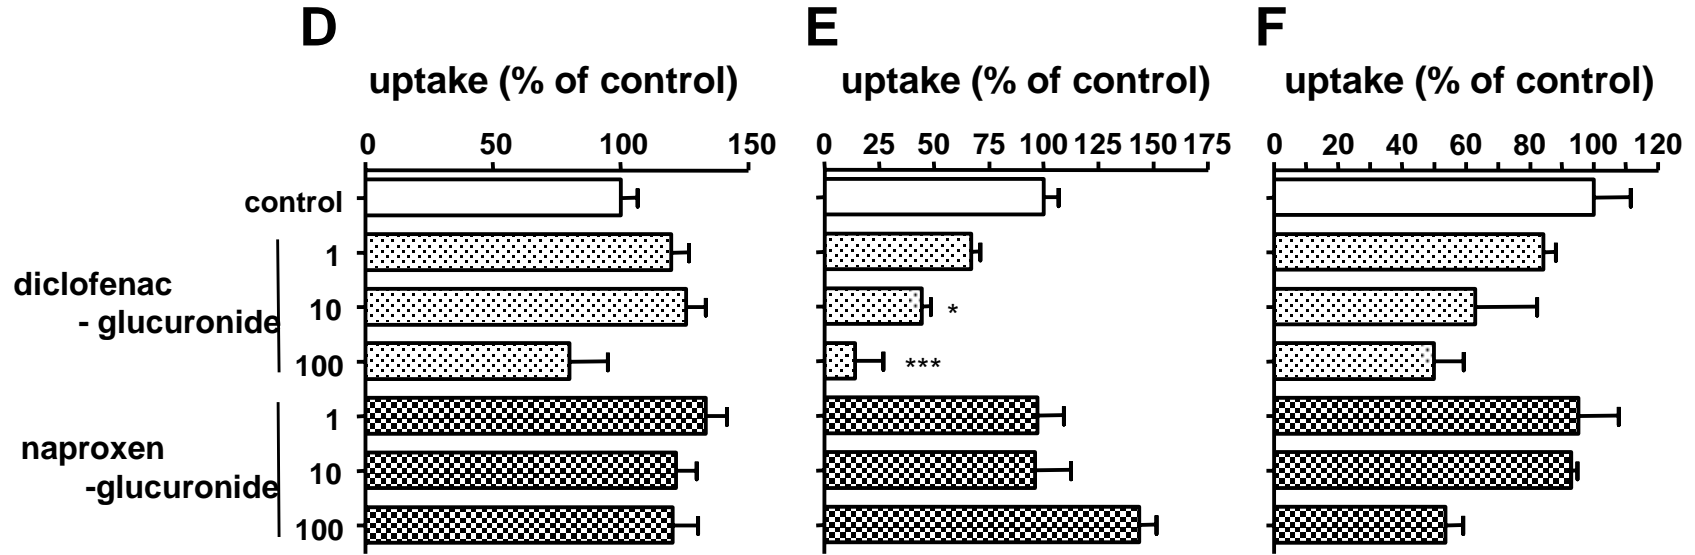 D E F
uptake (% of control) uptake (% of control) uptake (% of control)
0 50 100 150 0 25 50 75 100 125 150 175 0 20 40 60 80 100 120
control
1
diclofenac
10 *
- glucuronide
100 ***
1
naproxen
10
-glucuronide
100